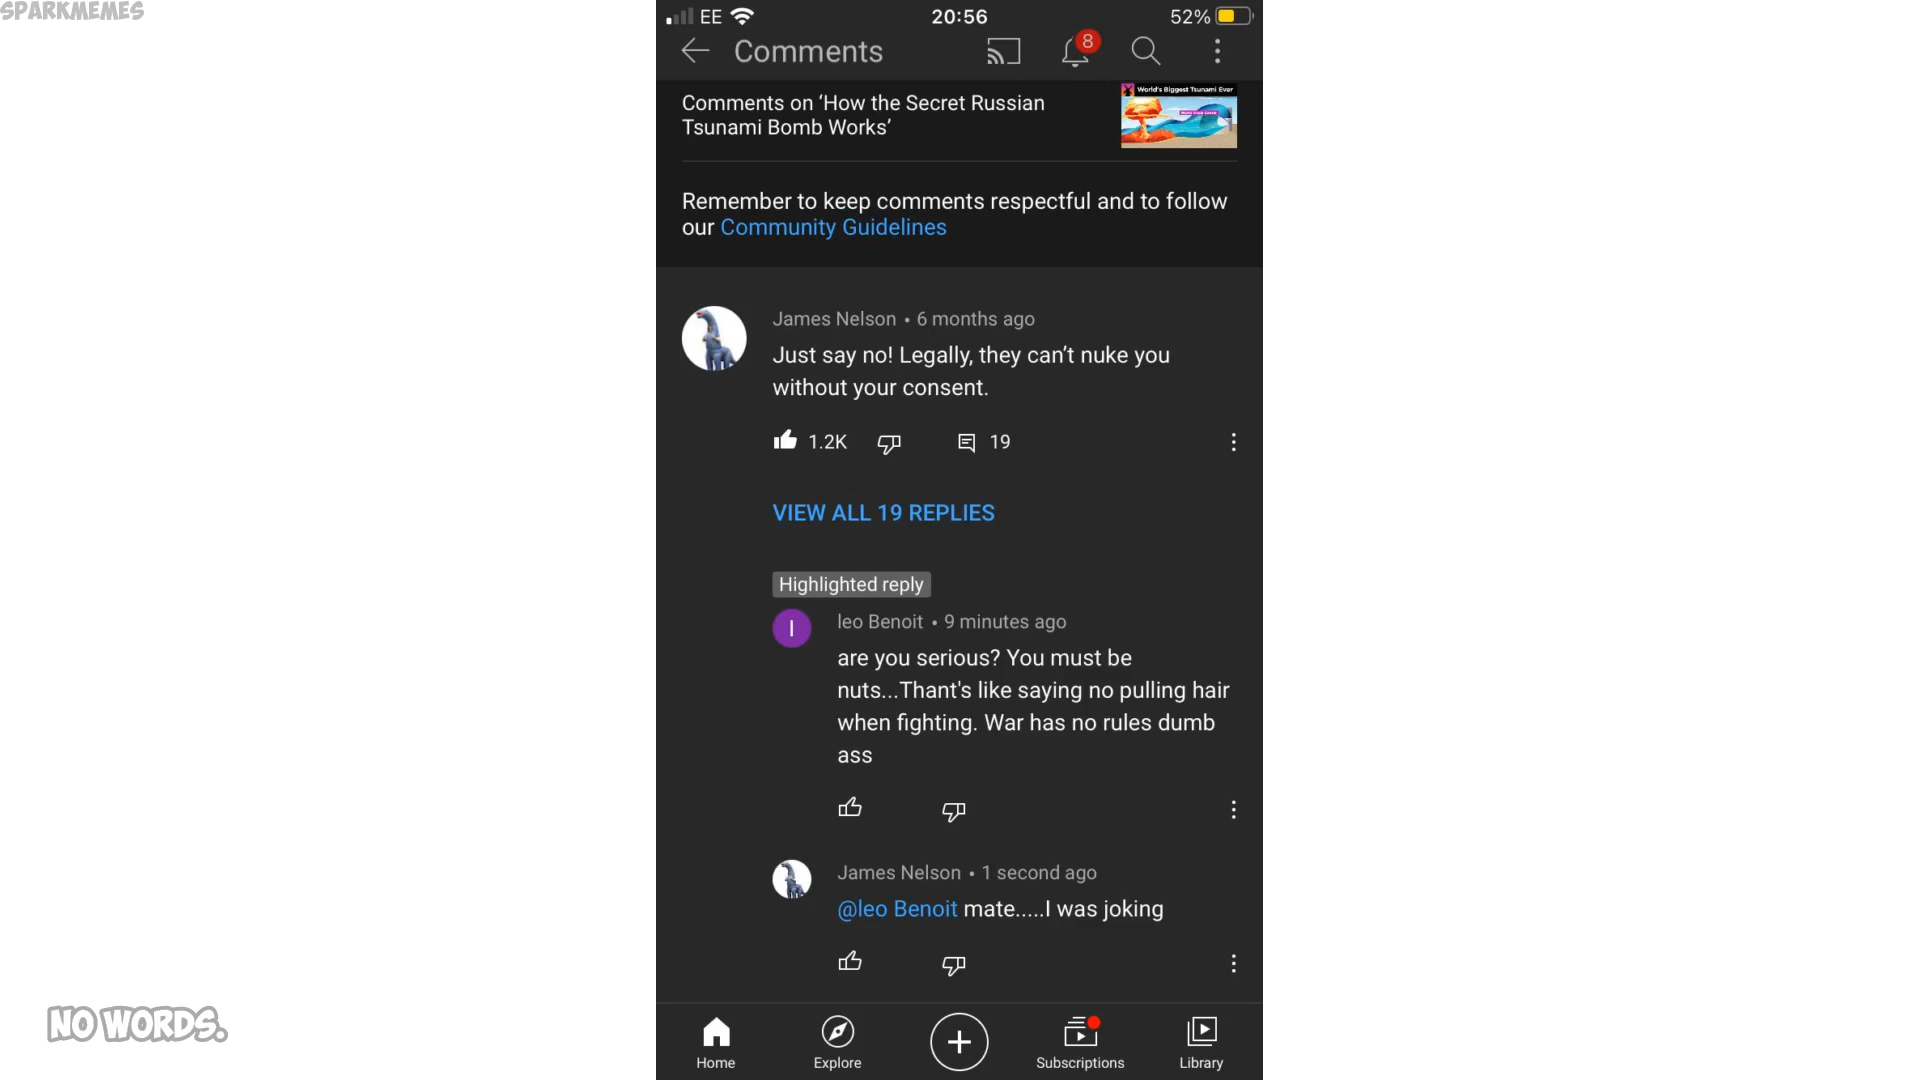 SPARKMEMES
EE
20:56
52%
Comments
8
Comments on ‘How the Secret Russian
Tsunami Bomb Works’
World's Biggest Tsunami Ever
Remember to keep comments respectful and to follow
our Community Guidelines
James Nelson • 6 months ago
Just say no! Legally, they can’t nuke you
without your consent.
1.2K
19
VIEW ALL 19 REPLIES
Highlighted reply
l
leo Benoit • 9 minutes ago
are you serious? You must be
nuts...Thant's like saying no pulling hair
when fighting. War has no rules dumb
ass
James Nelson • 1 second ago
@leo Benoit mate.....I was joking
NO WORDS.
Home
Explore
Subscriptions
Library